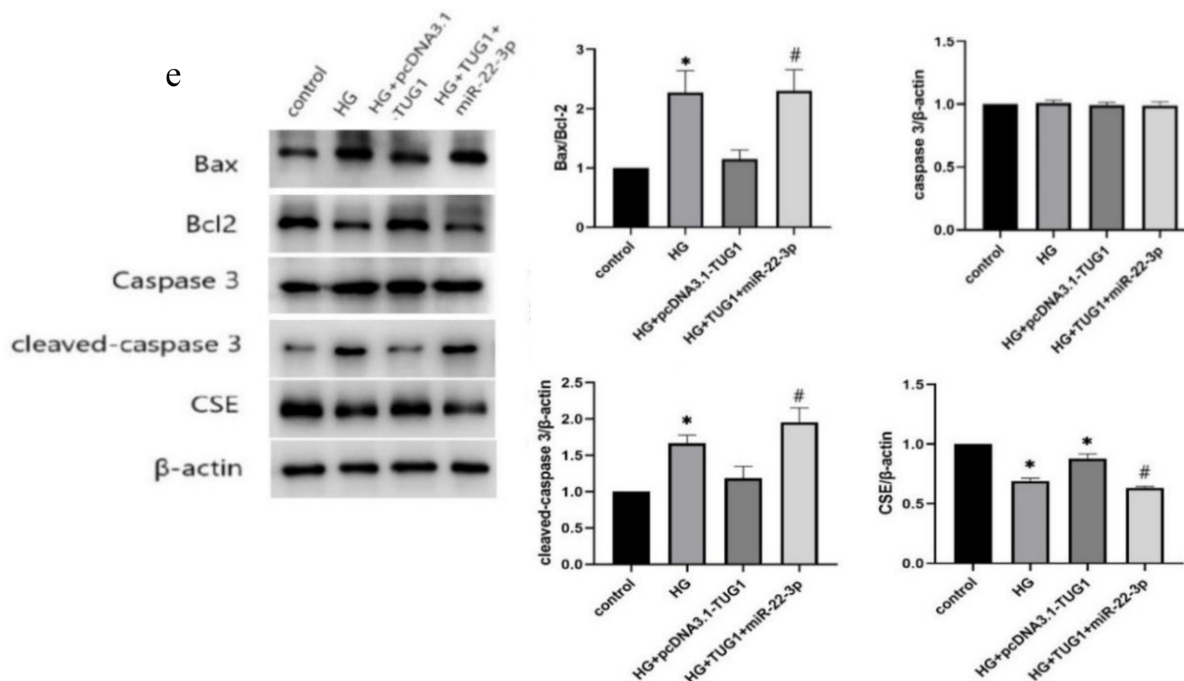 e
control
HG
HG+pcDNA3.1
-TUG1
HG+TUG1+
miR-22-3p
Bax
Bcl2
Caspase 3
cleaved-caspase 3
CSE
β-actin
Bax/Bcl-2
3
2
1
0
*
#
control
HG
HG+pcDNA3.1-TUG1
HG+TUG1+miR-22-3p
caspase 3/β-actin
1.5
1.0
0.5
0.0
control
HG
HG+pcDNA3.1-TUG1
HG+TUG1+miR-22-3p
cleaved-caspase 3/β-actin
2.5
2.0
1.5
1.0
0.5
0.0
*
#
control
HG
HG+pcDNA3.1-TUG1
HG+TUG1+miR-22-3p
CSE/β-actin
1.5
1.0
0.5
0.0
*
*
#
control
HG
HG+pcDNA3.1-TUG1
HG+TUG1+miR-22-3p